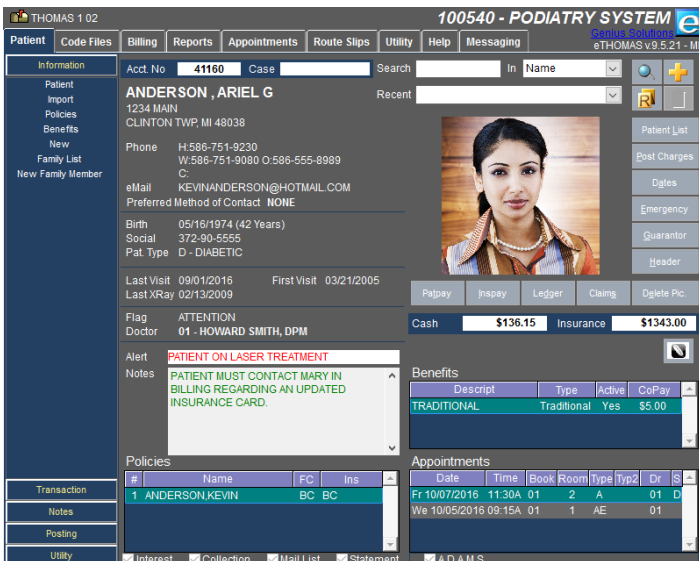 THOMAS 1 02
100540 - PODIATRY SYSTEM
Genius Solutions
eTHOMAS v.9.5.21 - MI
Patient Code Files Billing Reports Appointments Route Slips Utility Help Messaging
Information
Patient
Import
Policies
Benefits
New
Family List
New Family Member
Transaction
Notes
Posting
Utility
Acct. No 41160 Case
Search In Name
Recent
ANDERSON , ARIEL G
1234 MAIN
CLINTON TWP, MI 48038
Phone H:586-751-9230
W:586-751-9080 O:586-555-8989
C:
eMail KEVINANDERSON@HOTMAIL.COM
Preferred Method of Contact NONE
Birth 05/16/1974 (42 Years)
Social 372-90-5555
Pat. Type D - DIABETIC
Last Visit 09/01/2016 First Visit 03/21/2005
Last XRay 02/13/2009
Flag ATTENTION
Doctor 01 - HOWARD SMITH, DPM
Alert PATIENT ON LASER TREATMENT
Notes PATIENT MUST CONTACT MARY IN
BILLING REGARDING AN UPDATED
INSURANCE CARD.
Policies
# Name FC Ins
1 ANDERSON,KEVIN BC BC
Interest Collection Mail List Statement
R
Patient List
Post Charges
Dates
Emergency
Guarantor
Header
Patpay Inspay Ledger Claims Delete Pic.
Cash $136.15 Insurance $1343.00
Benefits
Descript Type Active CoPay
TRADITIONAL Traditional Yes $5.00
Appointments
Date Time Book Room Type Typ2 Dr S
Fr 10/07/2016 11:30A 01 2 A 01 D
We 10/05/2016 09:15A 01 1 AE 01
A.D.A.M.S.